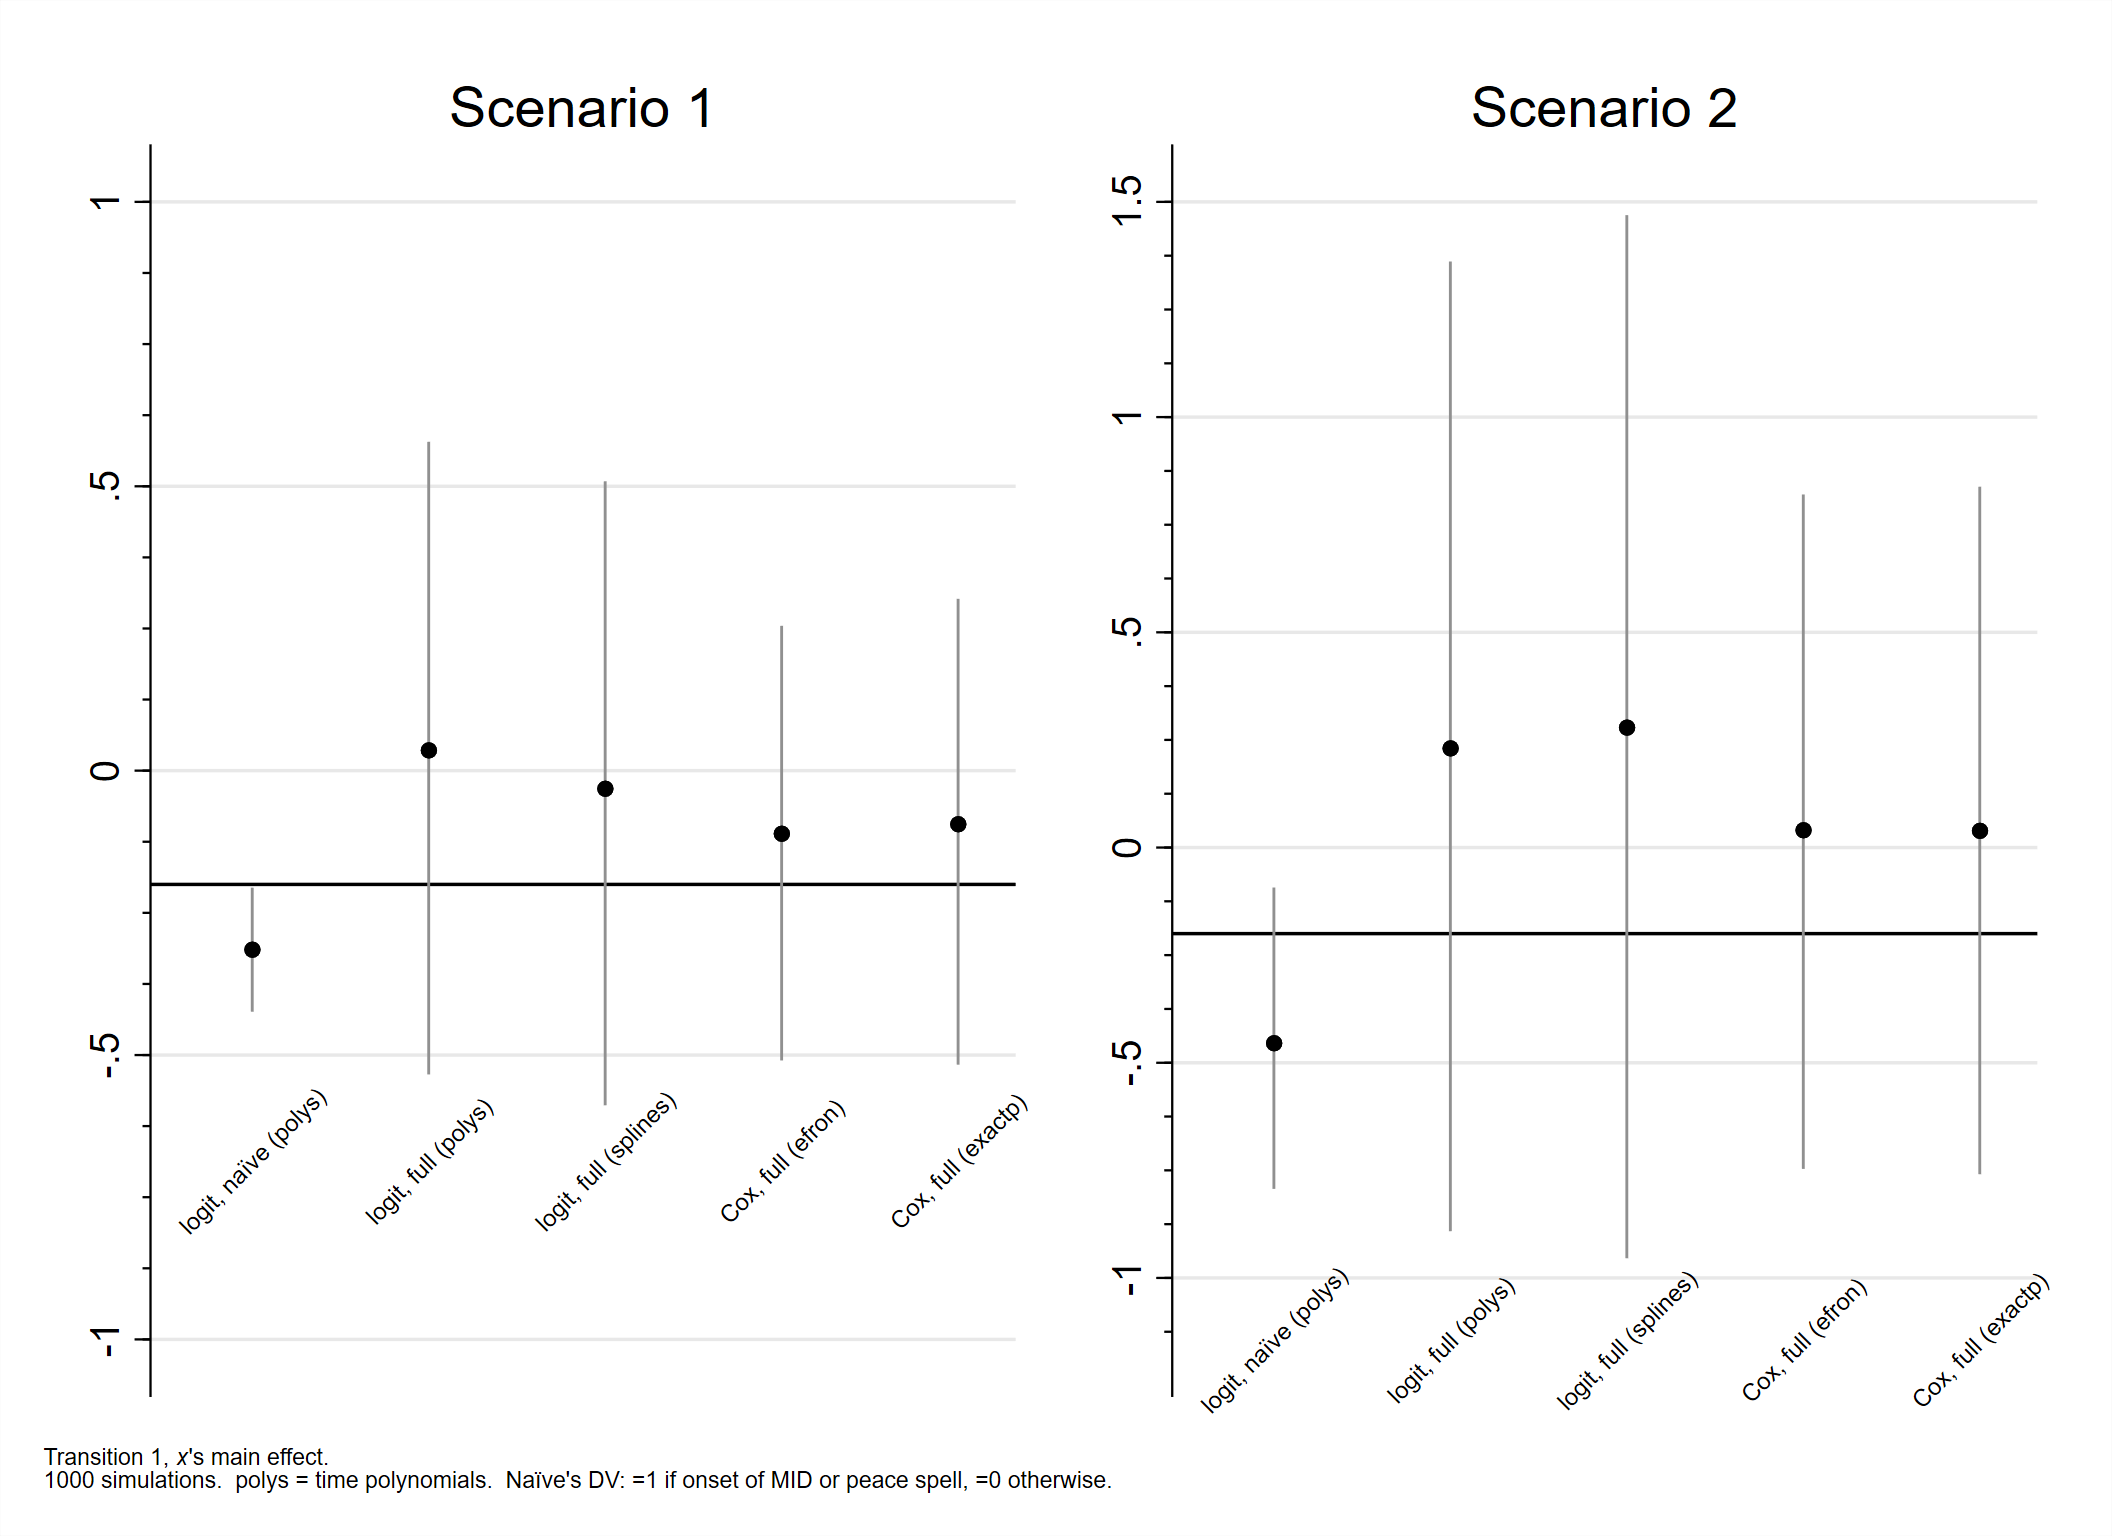 Scenario 1
1
.5
0
-.5
-1
logit, naïve (polys)
logit, full (polys)
logit, full (splines)
Cox, full (efron)
Cox, full (exactp)
Scenario 2
1.5
1
.5
0
-.5
-1
logit, naïve (polys)
logit, full (polys)
logit, full (splines)
Cox, full (efron)
Cox, full (exactp)
Transition 1, x's main effect.
1000 simulations.  polys = time polynomials.  Naïve's DV: =1 if onset of MID or peace spell, =0 otherwise.